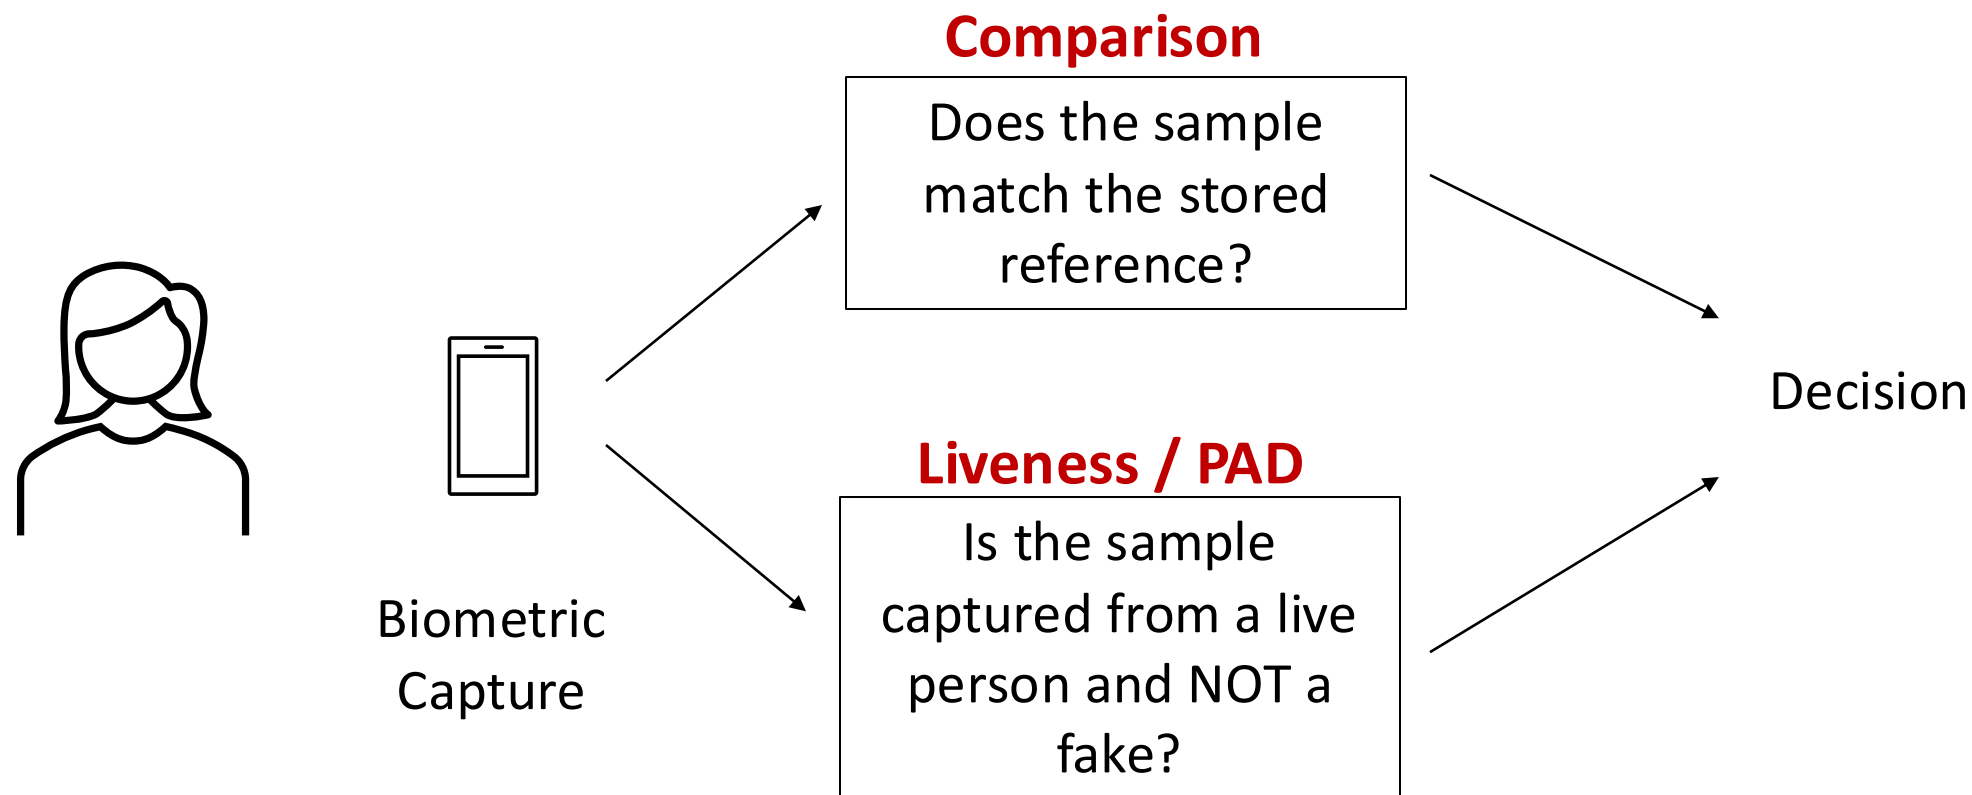 Comparison
Does the sample
match the stored
reference?
Biometric
Capture
Liveness / PAD
Is the sample
captured from a live
person and NOT a
fake?
Decision